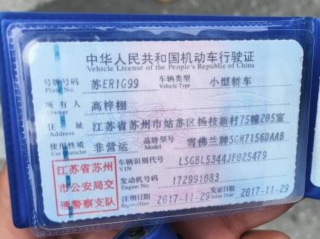 中华人民共和国机动车行驶证
Vehicle License of the People's Republic of China
号牌号码 苏ER1G99 车辆类型 小型轿车
Plate No. Vehicle Type
所有人 高梓栩
Owner
住址 江苏省苏州市姑苏区杨枝新村75幢205室
Address
使用性质 非营运 品牌型号 雪佛兰牌SGM7156DAAB
Use Character Model
江苏省苏州
市公安局交
通警察支队
车辆识别代号 LSGBL5344JF025479
VIN
发动机号码 172991083
Engine No.
注册日期 2017-11-29 发证日期 2017-11-29
Register Date Issue Date